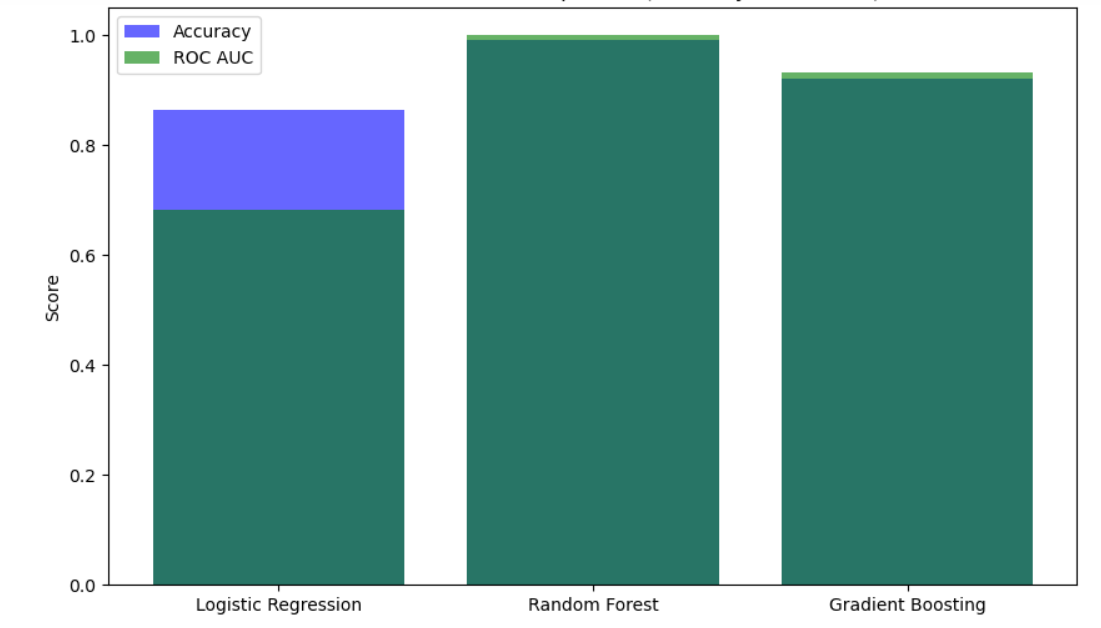 Accuracy
ROC AUC
1.0
0.8
0.6
0.4
0.2
0.0
Score
Logistic Regression
Random Forest
Gradient Boosting